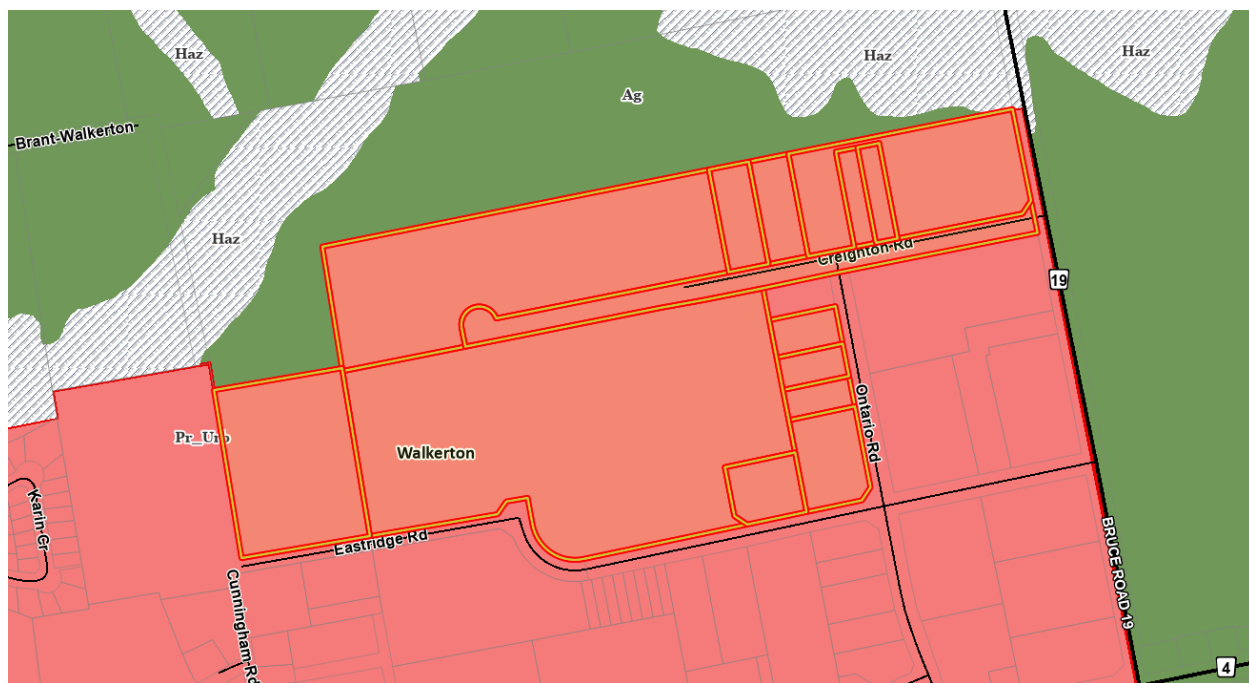 Haz
Haz
Haz
Ag
Brant-Walkerton-
Haz
Creighton Rd
19
Ontario Rd
Pr_Urb
Walkerton
Karin Cr
Eastridge Rd
Cunningham Rd
BRUCE ROAD 19
4